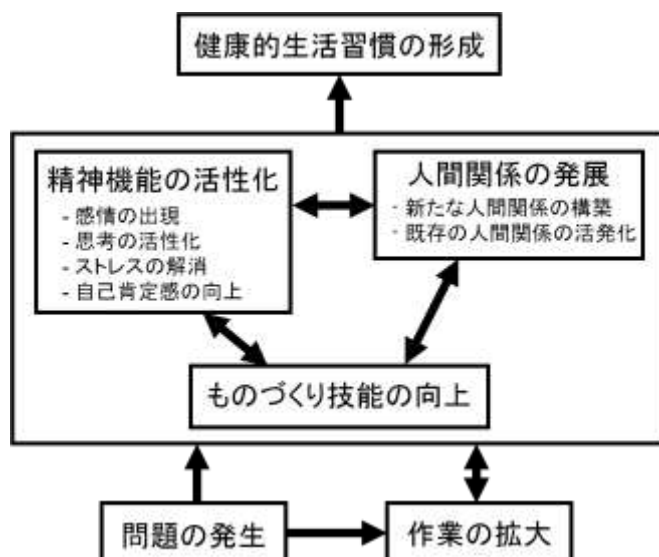 健康的生活習慣の形成
精神機能の活性化
- 感情の出現
- 思考の活性化
- ストレスの解消
- 自己肯定感の向上
人間関係の発展
· 新たな人間関係の構築
· 既存の人間関係の活発化
ものづくり技能の向上
問題の発生
作業の拡大